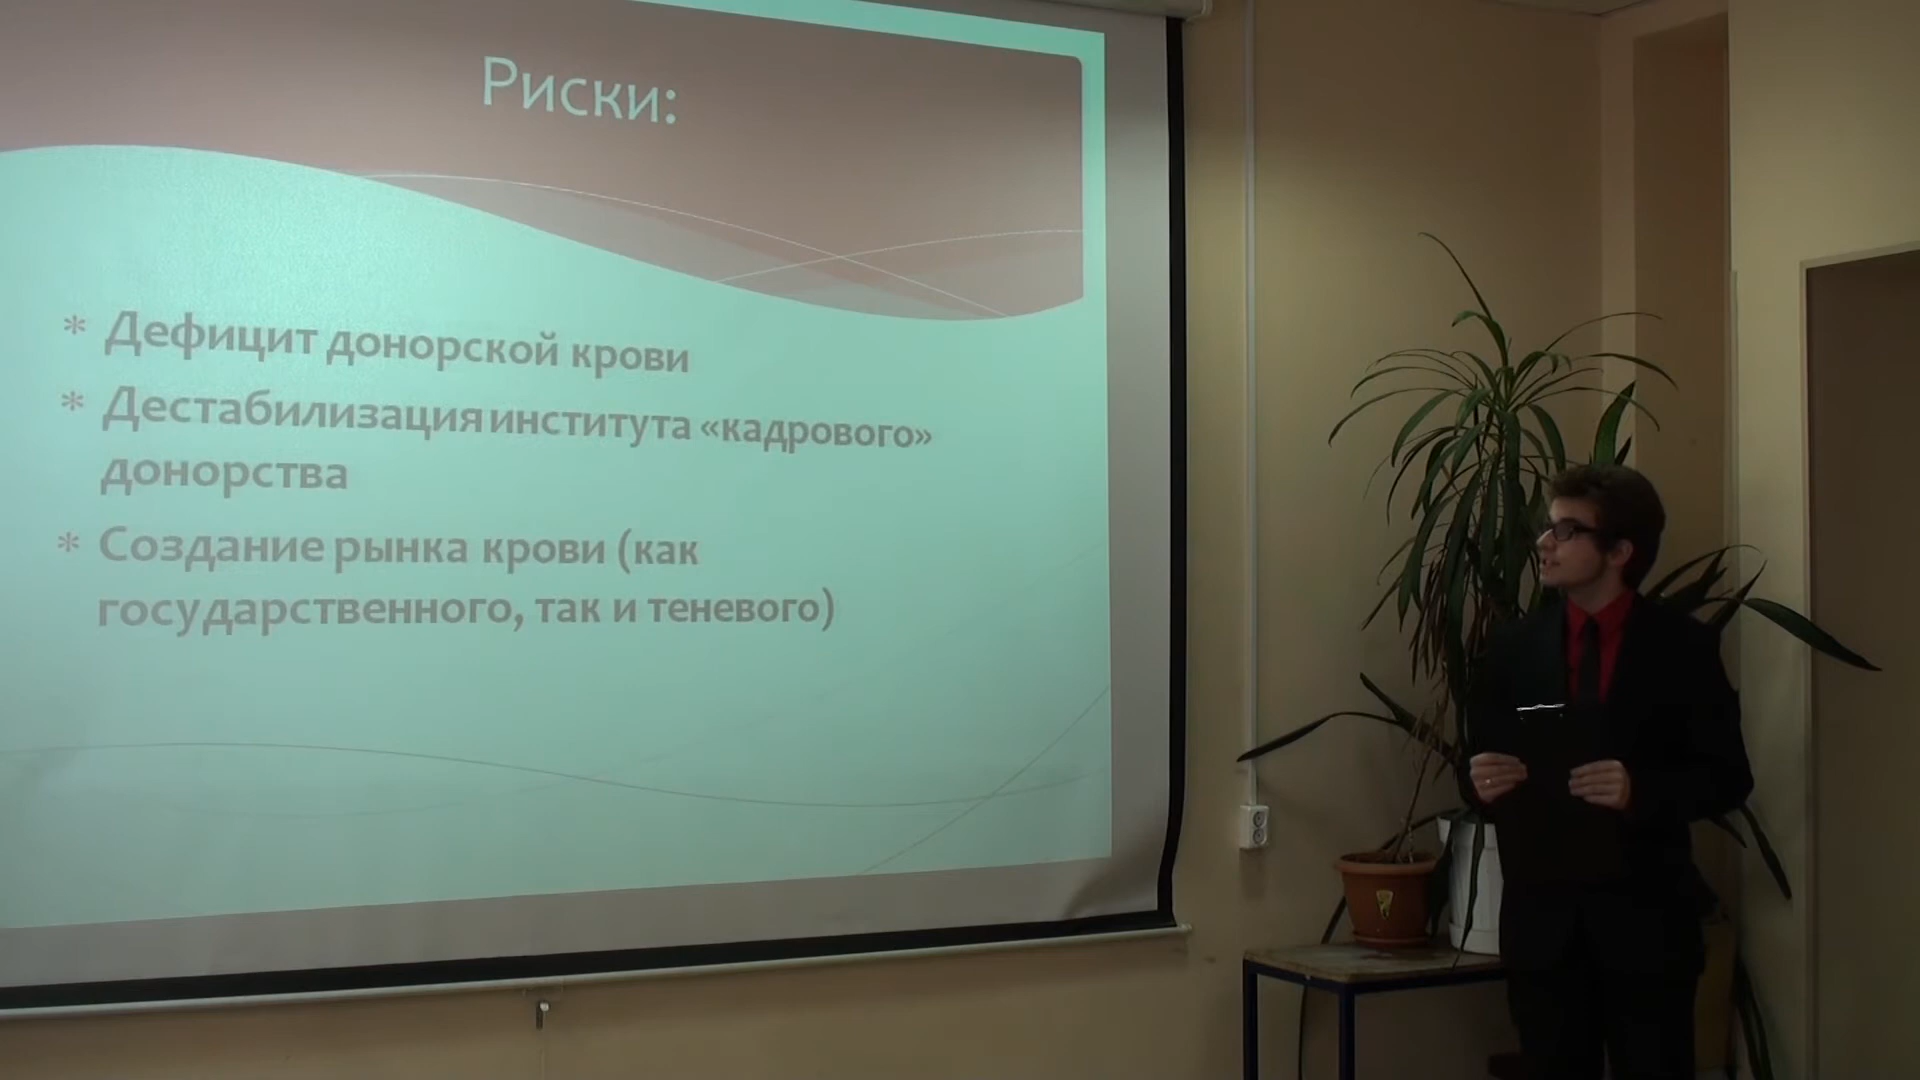 Риски:
* Дефицит донорской крови
* Дестабилизация института «кадрового»
донорства
* Создание рынка крови (как
государственного, так и теневого)